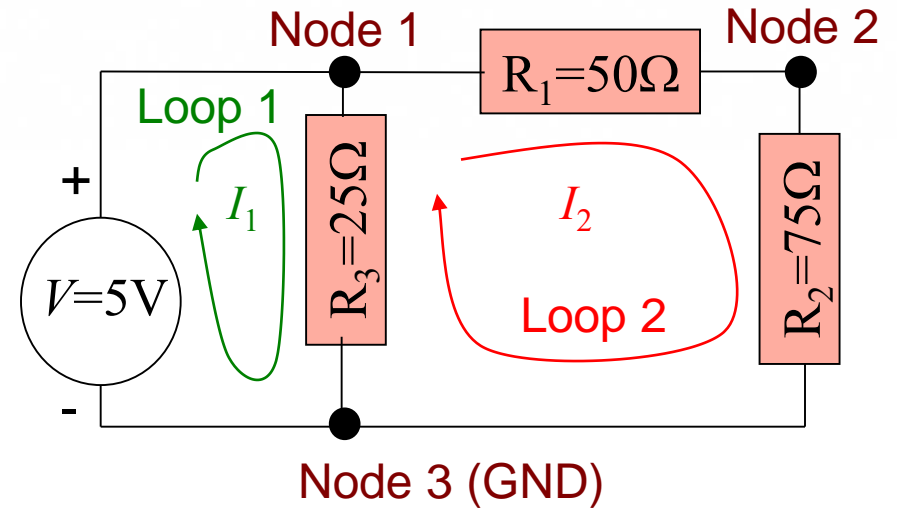 Node 1
Node 2
R₁=50Ω
Loop 1
+
I₁
R₃=25Ω
I₂
R₂=75Ω
V=5V
Loop 2
-
Node 3 (GND)